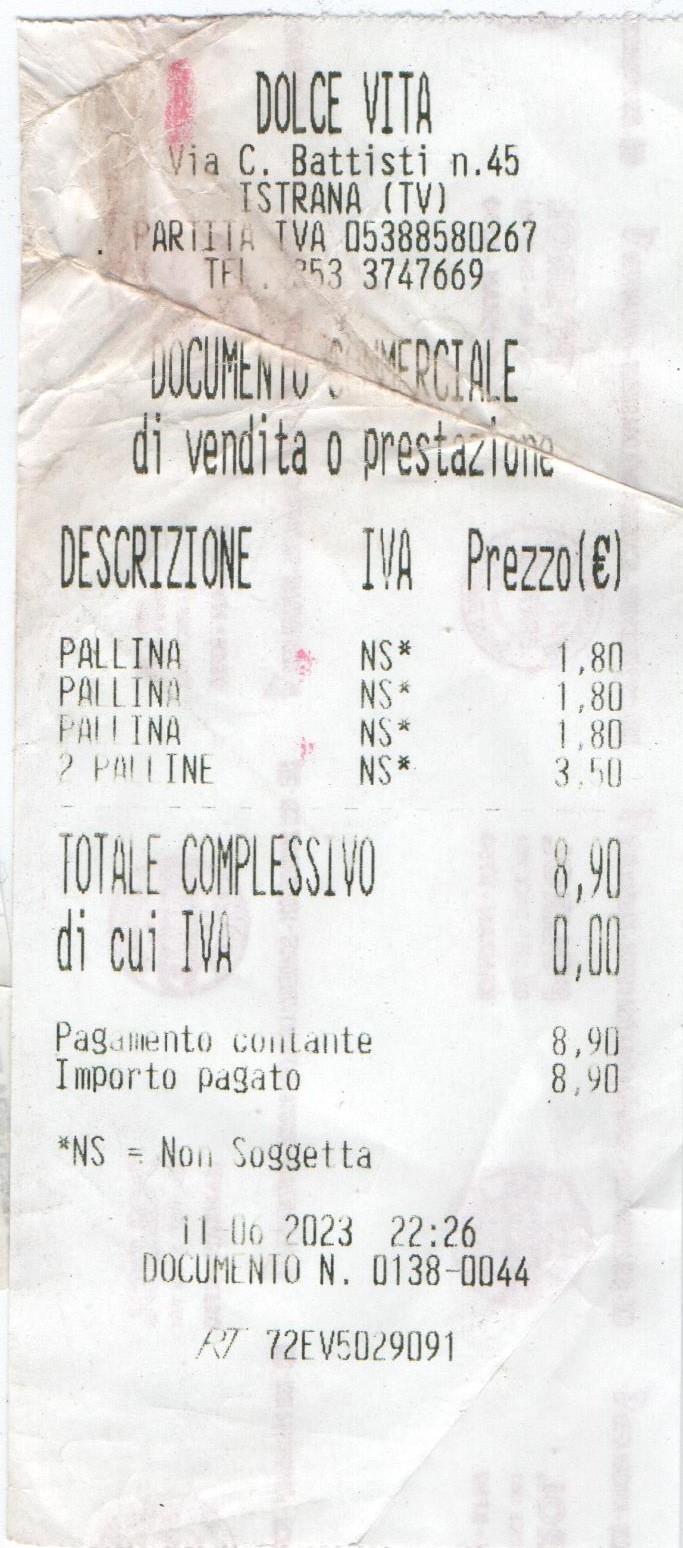 DOLCE VITA
Via C. Battisti n.45
ISTRANA (TV)
PARTITA IVA 05388580267
TEL. 353 3747669
DOCUMENTO COMMERCIALE
di vendita o prestazione
DESCRIZIONE IVA Prezzo(€)
PALLINA NS* 1,80
PALLINA NS* 1,80
PALLINA NS* 1,80
2 PALLINE NS* 3,50
TOTALE COMPLESSIVO 8,90
di cui IVA 0,00
Pagamento contante 8,90
Importo pagato 8,90
*NS = Non Soggetta
11-06-2023 22:26
DOCUMENTO N. 0138-0044
RT 72EV5029091